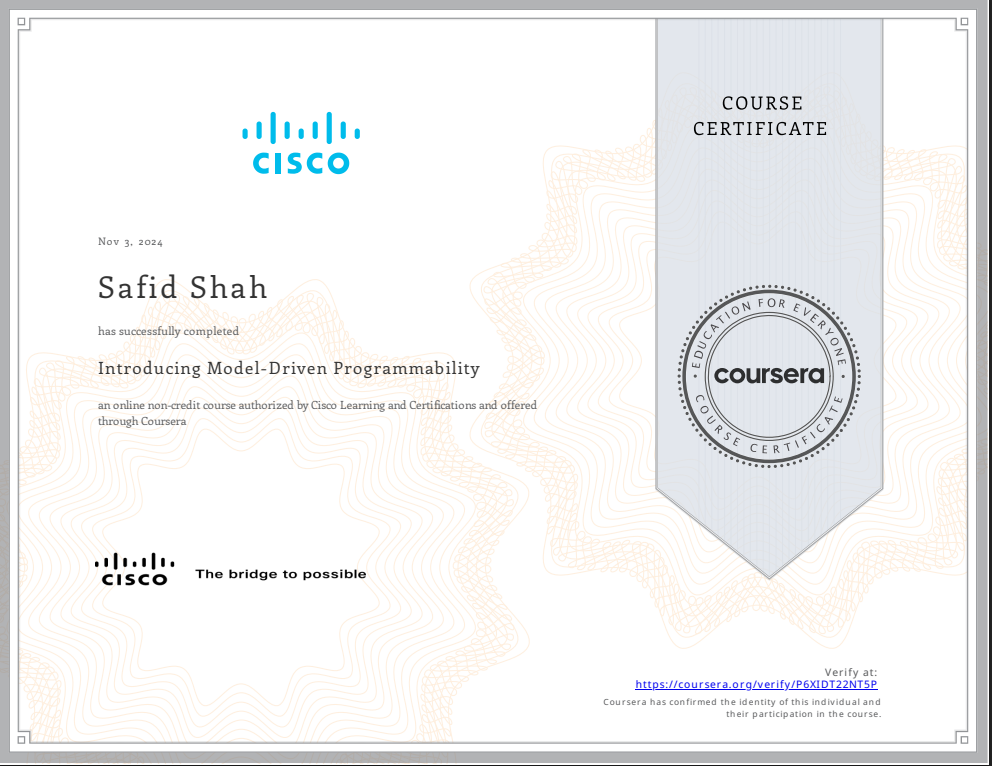 CISCO
COURSE
CERTIFICATE
Nov 3, 2024
Safid Shah
has successfully completed
Introducing Model-Driven Programmability
an online non-credit course authorized by Cisco Learning and Certifications and offered
through Coursera
EDUCATION FOR EVERYONE
coursera
COURSE CERTIFICATE
CISCO
The bridge to possible
Verify at:
https://coursera.org/verify/P6XIDT22NT5P
Coursera has confirmed the identity of this individual and
their participation in the course.